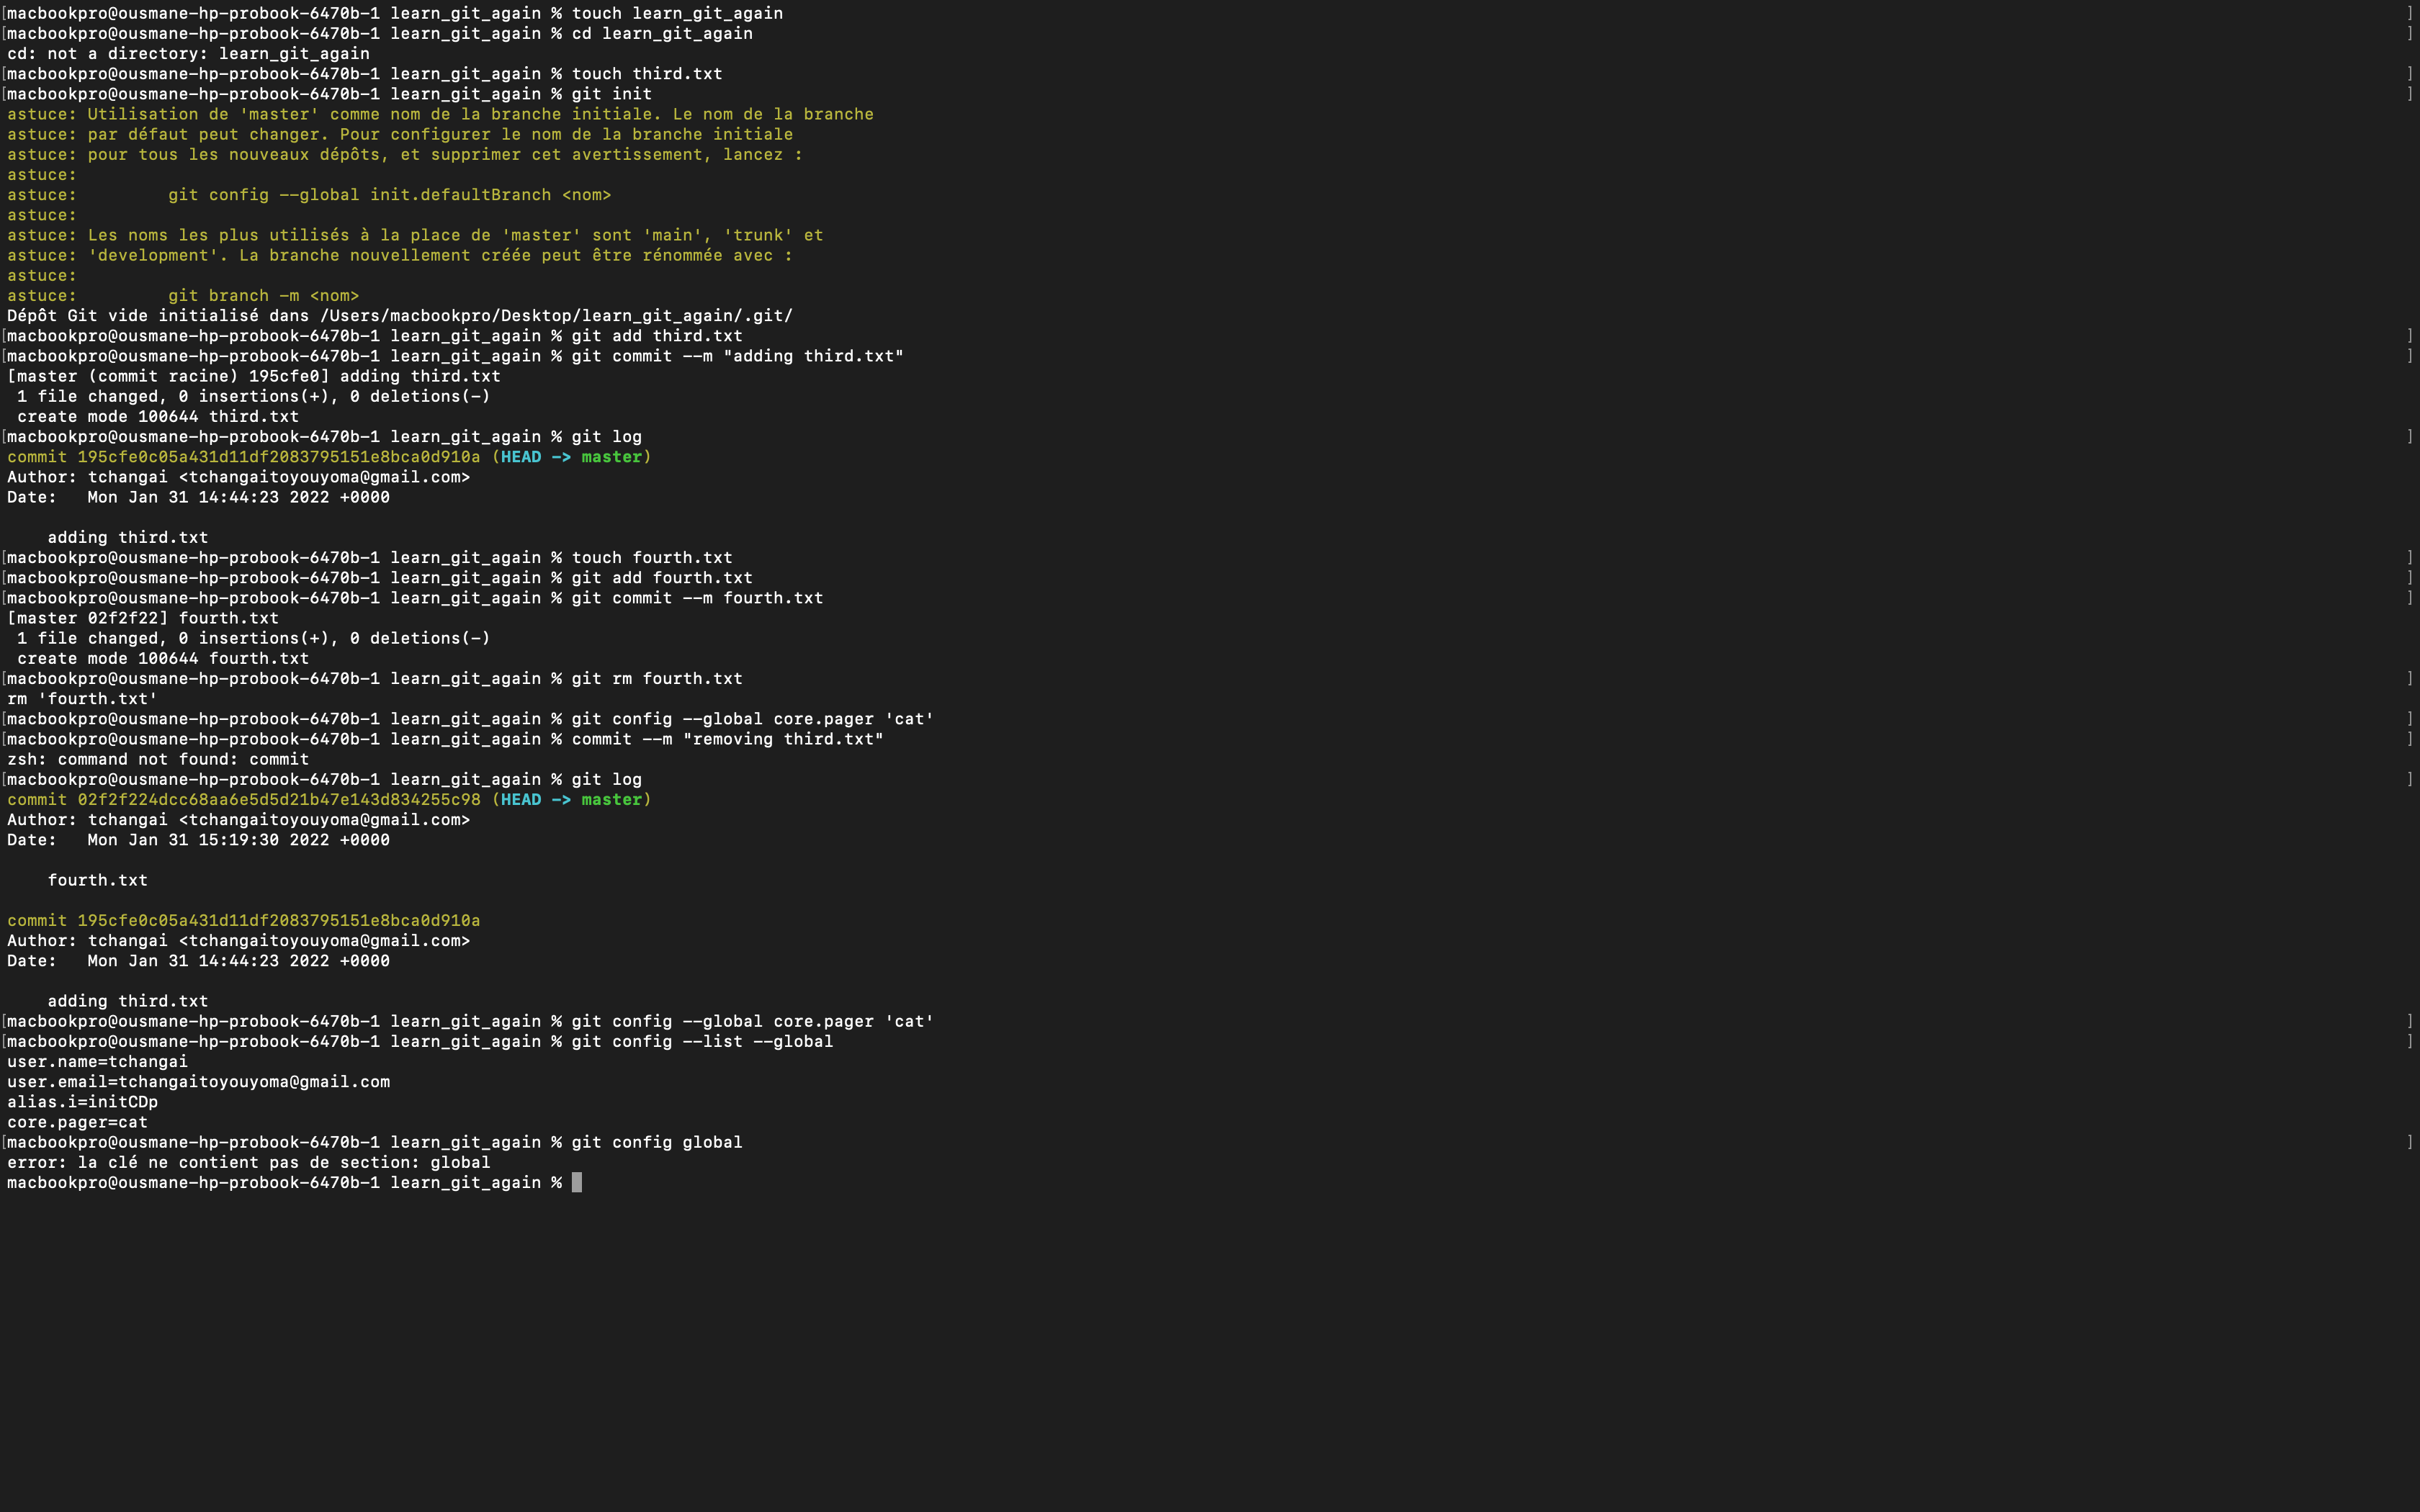 [macbookpro@ousmane-hp-probook-6470b-1 learn_git_again % touch learn_git_again ]
[macbookpro@ousmane-hp-probook-6470b-1 learn_git_again % cd learn_git_again ]
cd: not a directory: learn_git_again
[macbookpro@ousmane-hp-probook-6470b-1 learn_git_again % touch third.txt ]
[macbookpro@ousmane-hp-probook-6470b-1 learn_git_again % git init ]
astuce: Utilisation de 'master' comme nom de la branche initiale. Le nom de la branche
astuce: par défaut peut changer. Pour configurer le nom de la branche initiale
astuce: pour tous les nouveaux dépôts, et supprimer cet avertissement, lancez :
astuce:
astuce: git config --global init.defaultBranch <nom>
astuce:
astuce: Les noms les plus utilisés à la place de 'master' sont 'main', 'trunk' et
astuce: 'development'. La branche nouvellement créée peut être rénommée avec :
astuce:
astuce: git branch -m <nom>
Dépôt Git vide initialisé dans /Users/macbookpro/Desktop/learn_git_again/.git/
[macbookpro@ousmane-hp-probook-6470b-1 learn_git_again % git add third.txt ]
[macbookpro@ousmane-hp-probook-6470b-1 learn_git_again % git commit --m "adding third.txt" ]
[master (commit racine) 195cfe0] adding third.txt
1 file changed, 0 insertions(+), 0 deletions(-)
create mode 100644 third.txt
[macbookpro@ousmane-hp-probook-6470b-1 learn_git_again % git log ]
commit 195cfe0c05a431d11df2083795151e8bca0d910a (HEAD -> master)
Author: tchangai <tchangaitoyouyoma@gmail.com>
Date: Mon Jan 31 14:44:23 2022 +0000
adding third.txt
[macbookpro@ousmane-hp-probook-6470b-1 learn_git_again % touch fourth.txt ]
[macbookpro@ousmane-hp-probook-6470b-1 learn_git_again % git add fourth.txt ]
[macbookpro@ousmane-hp-probook-6470b-1 learn_git_again % git commit --m fourth.txt ]
[master 02f2f22] fourth.txt
1 file changed, 0 insertions(+), 0 deletions(-)
create mode 100644 fourth.txt
[macbookpro@ousmane-hp-probook-6470b-1 learn_git_again % git rm fourth.txt ]
rm 'fourth.txt'
[macbookpro@ousmane-hp-probook-6470b-1 learn_git_again % git config --global core.pager 'cat' ]
[macbookpro@ousmane-hp-probook-6470b-1 learn_git_again % commit --m "removing third.txt" ]
zsh: command not found: commit
[macbookpro@ousmane-hp-probook-6470b-1 learn_git_again % git log ]
commit 02f2f224dcc68aa6e5d5d21b47e143d834255c98 (HEAD -> master)
Author: tchangai <tchangaitoyouyoma@gmail.com>
Date: Mon Jan 31 15:19:30 2022 +0000
fourth.txt
commit 195cfe0c05a431d11df2083795151e8bca0d910a
Author: tchangai <tchangaitoyouyoma@gmail.com>
Date: Mon Jan 31 14:44:23 2022 +0000
adding third.txt
[macbookpro@ousmane-hp-probook-6470b-1 learn_git_again % git config --global core.pager 'cat' ]
[macbookpro@ousmane-hp-probook-6470b-1 learn_git_again % git config --list --global ]
user.name=tchangai
user.email=tchangaitoyouyoma@gmail.com
alias.i=initCDp
core.pager=cat
[macbookpro@ousmane-hp-probook-6470b-1 learn_git_again % git config global ]
error: la clé ne contient pas de section: global
macbookpro@ousmane-hp-probook-6470b-1 learn_git_again %